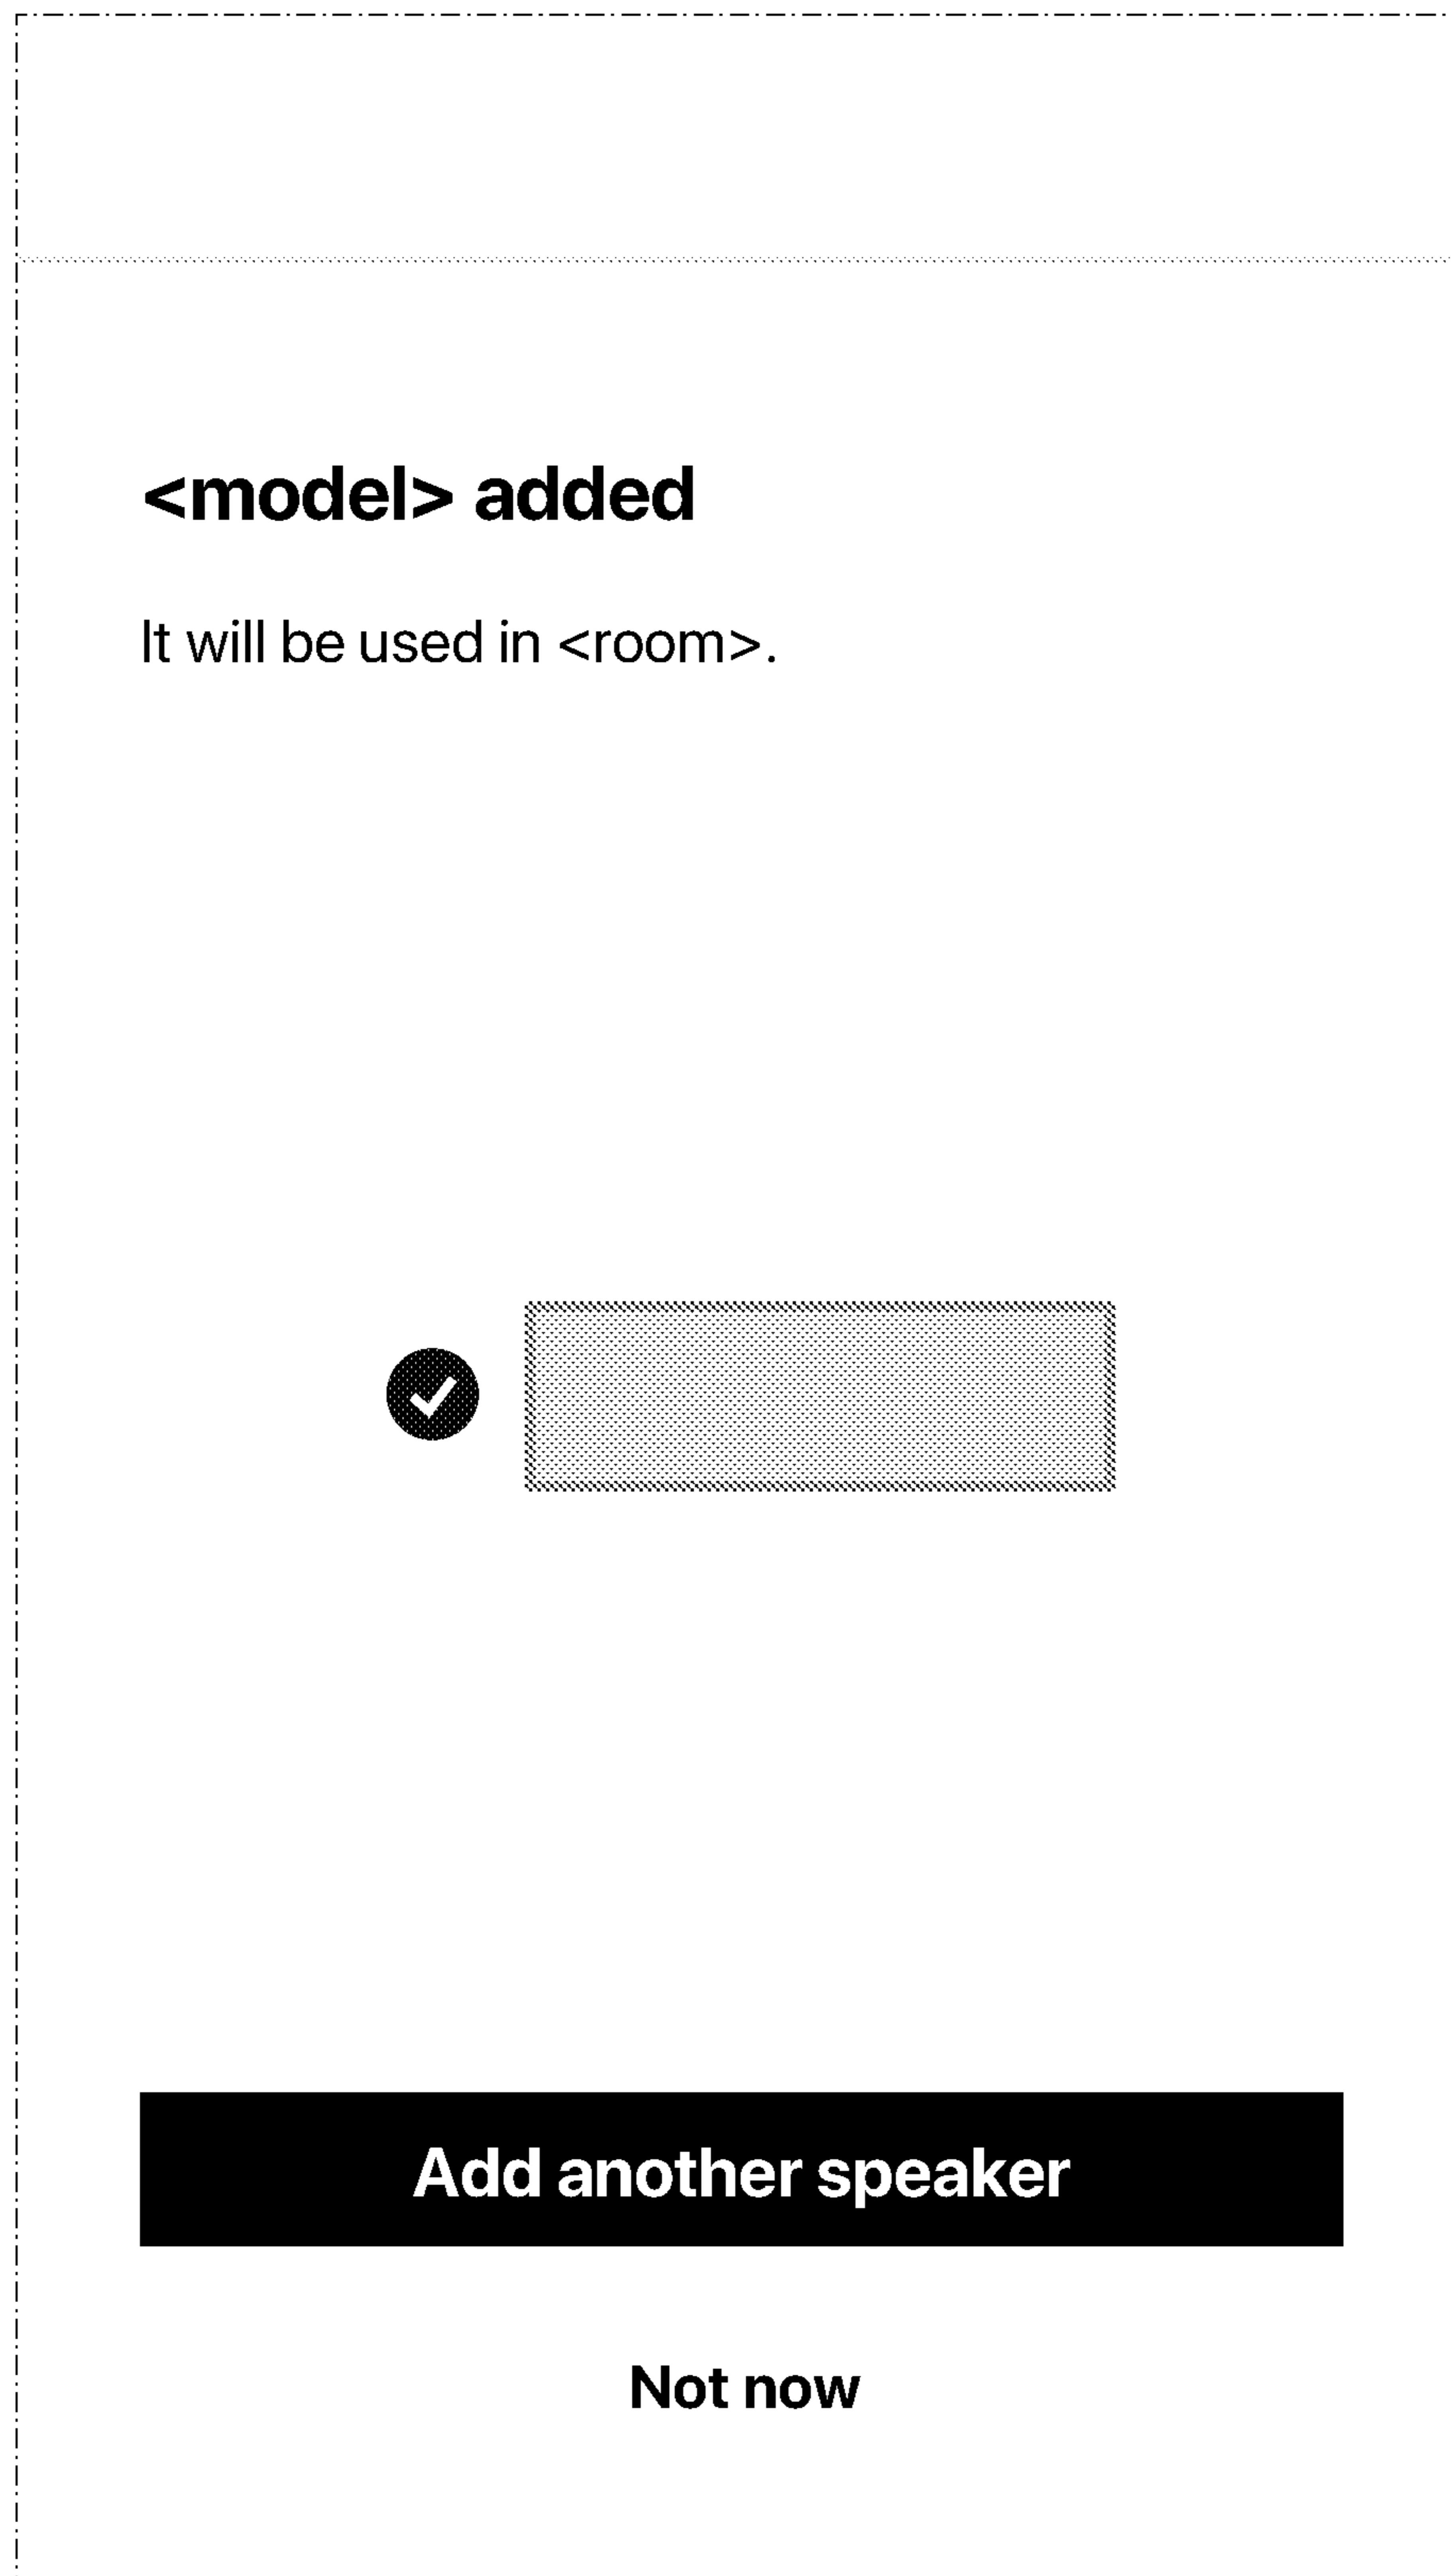 <model> added
It will be used in <room>.
Add another speaker
Not now